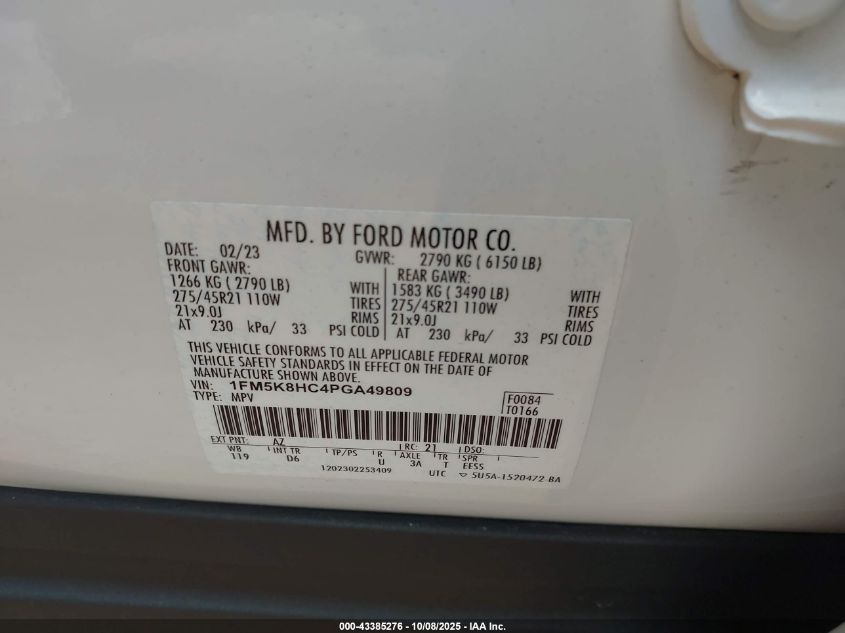 MFD. BY FORD MOTOR CO.
DATE: 02/23 GVWR: 2790 KG ( 6150 LB)
FRONT GAWR: REAR GAWR:
1266 KG ( 2790 LB) WITH 1583 KG ( 3490 LB) WITH
275/45R21 110W TIRES 275/45R21 110W TIRES
21x9.0J RIMS 21x9.0J RIMS
AT 230 kPa/ 33 PSI COLD AT 230 kPa/ 33 PSI COLD
THIS VEHICLE CONFORMS TO ALL APPLICABLE FEDERAL MOTOR
VEHICLE SAFETY STANDARDS IN EFFECT ON THE DATE OF
MANUFACTURE SHOWN ABOVE.
VIN: 1FM5K8HC4PGA49809 F0084
TYPE: MPV T0166
EXT PNT: AZ RC: 21 DSO:
WB INT TR TP/PS R AXLE TR SPR
119 D6 U 3A T EESS
1202302253409 UTC 5U5A-1520472-BA
000-43385276 - 10/08/2025 - IAA Inc.